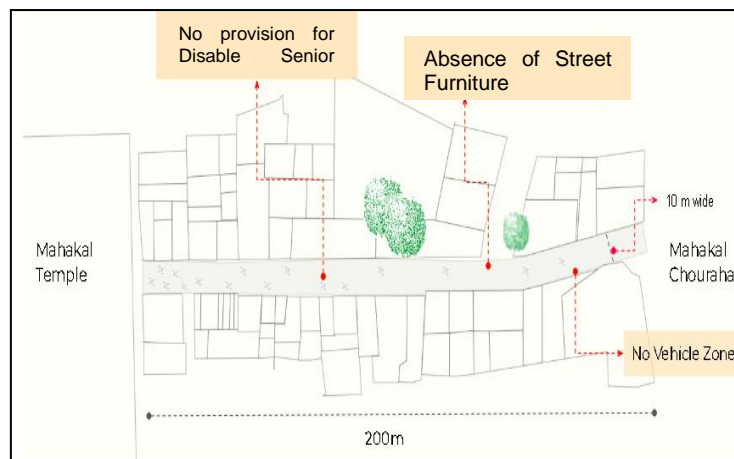 No provision for
Disable Senior
Absence of Street
Furniture
10 m wide
Mahakal
Temple
Mahakal
Chouraha
No Vehicle Zone
200m